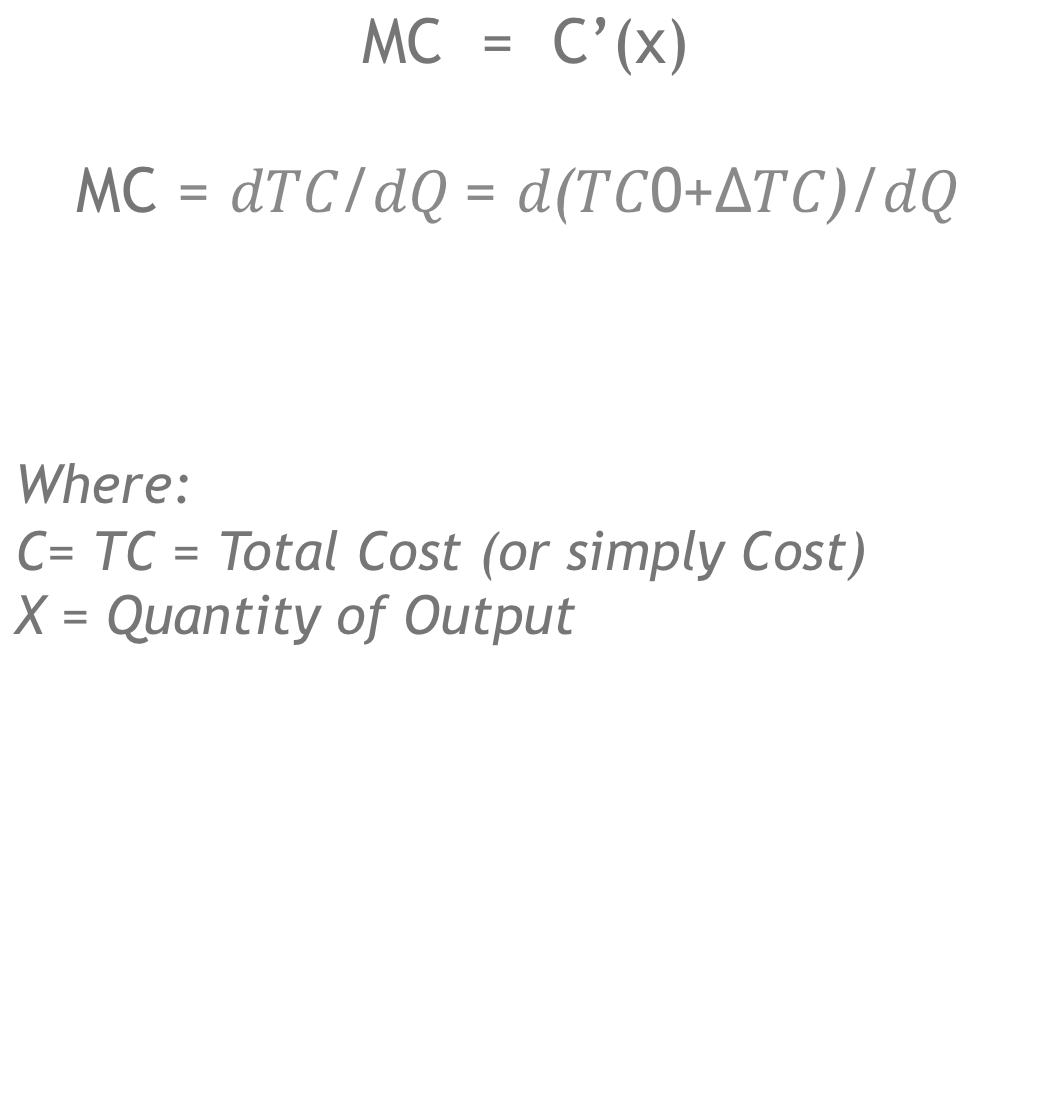 MC = C’(x)
MC = dTC/dQ = d(TC0+ΔTC)/dQ
Where:
C= TC = Total Cost (or simply Cost)
X = Quantity of Output